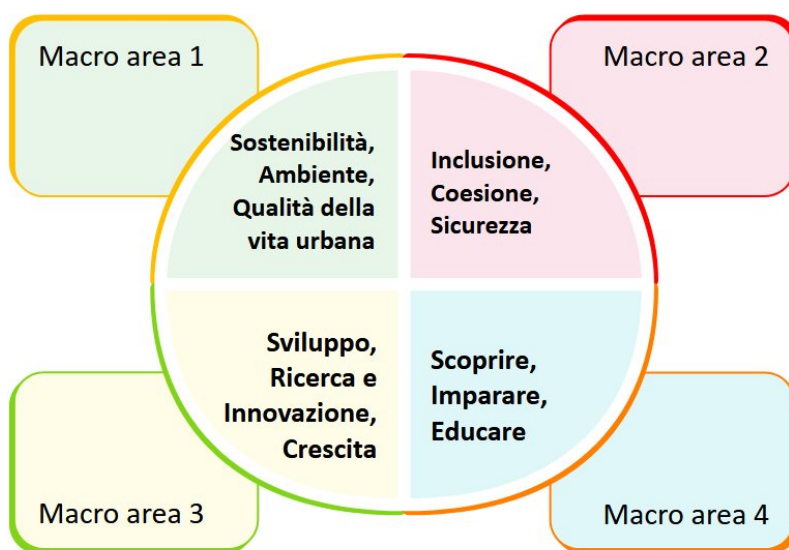 Macro area 1
Sostenibilità,
Ambiente,
Qualità della
vita urbana
Macro area 2
Inclusione,
Coesione,
Sicurezza
Macro area 3
Sviluppo,
Ricerca e
Innovazione,
Crescita
Macro area 4
Scoprire,
Imparare,
Educare